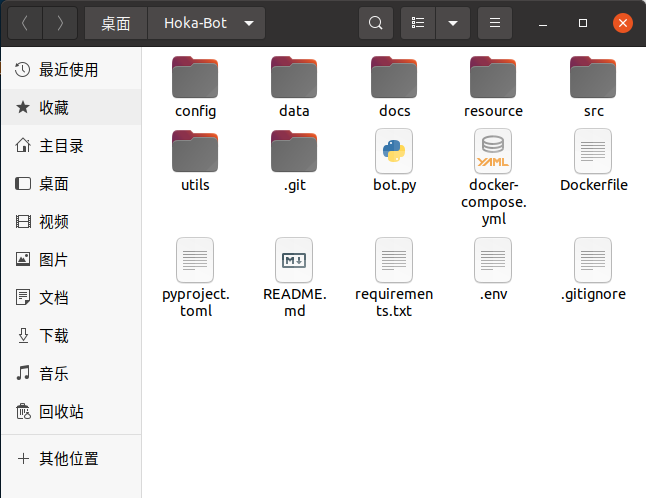 桌面
Hoka-Bot
最近使用
收藏
主目录
桌面
视频
图片
文档
下载
音乐
回收站
其他位置
config
data
docs
resource
src
utils
.git
bot.py
docker-
compose.
yml
YAML
Dockerfile
pyproject.
toml
M
README.
md
requiremen
ts.txt
.env
.gitignore